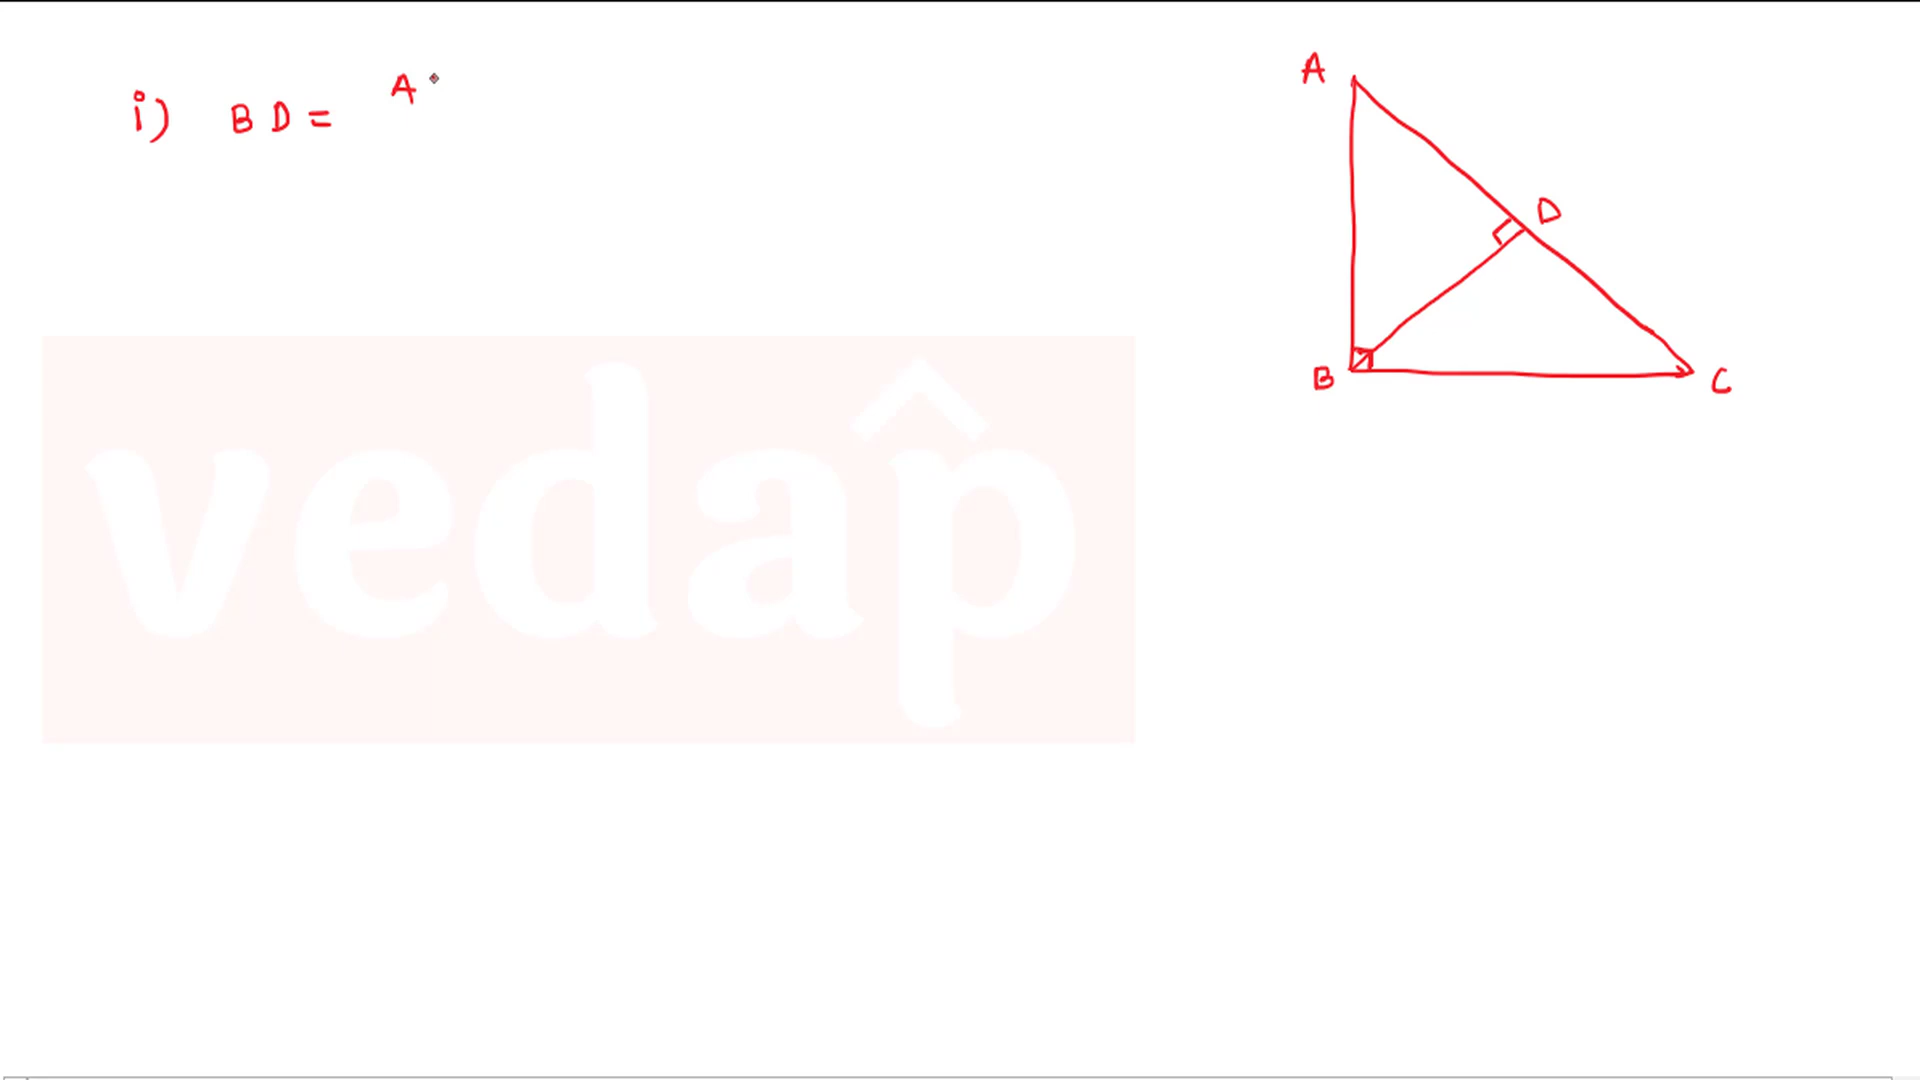 i) BD = A
A
D
B
C
vedap̂